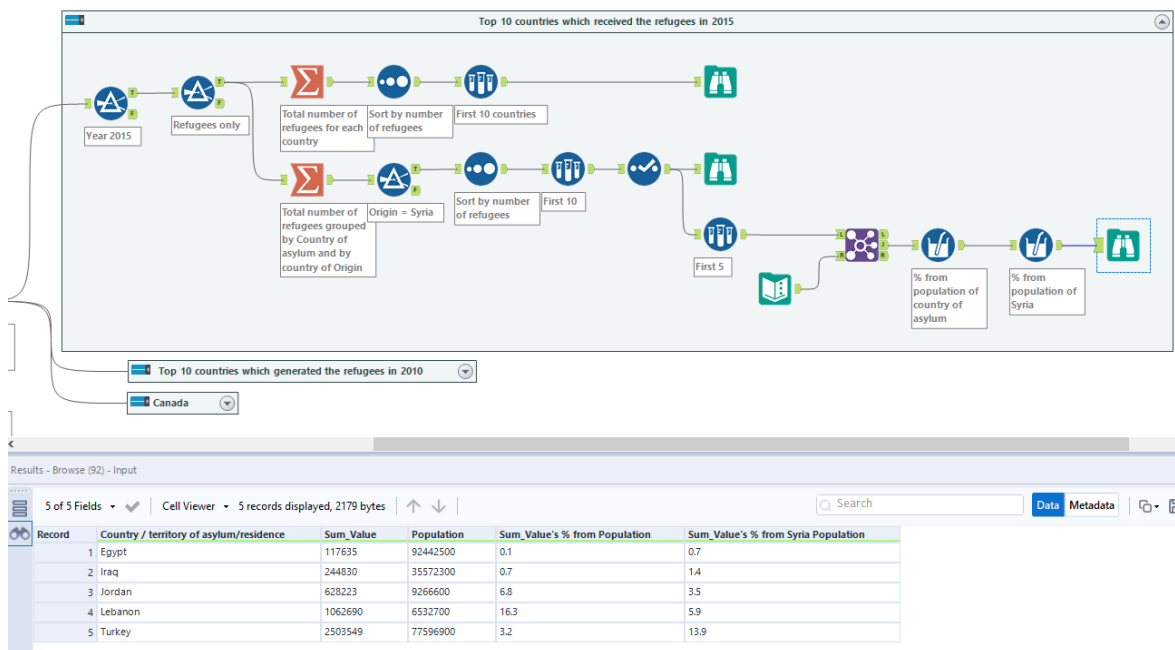 Top 10 countries which received the refugees in 2015
T
F
Year 2015
T
F
Refugees only
Total number of
refugees for each
country
Sort by number
of refugees
First 10 countries
Total number of
refugees grouped
by Country of
asylum and by
country of Origin
T
F
Origin = Syria
Sort by number
of refugees
First 10
First 5
L
R
L
J
R
% from
population of
country of
asylum
% from
population of
Syria
Top 10 countries which generated the refugees in 2010
Canada
Results - Browse (92) - Input
5 of 5 Fields Cell Viewer 5 records displayed, 2179 bytes Search Data Metadata
Record Country / territory of asylum/residence Sum_Value Population Sum_Value's % from Population Sum_Value's % from Syria Population
1 Egypt 117635 92442500 0.1 0.7
2 Iraq 244830 35572300 0.7 1.4
3 Jordan 628223 9266600 6.8 3.5
4 Lebanon 1062690 6532700 16.3 5.9
5 Turkey 2503549 77596900 3.2 13.9